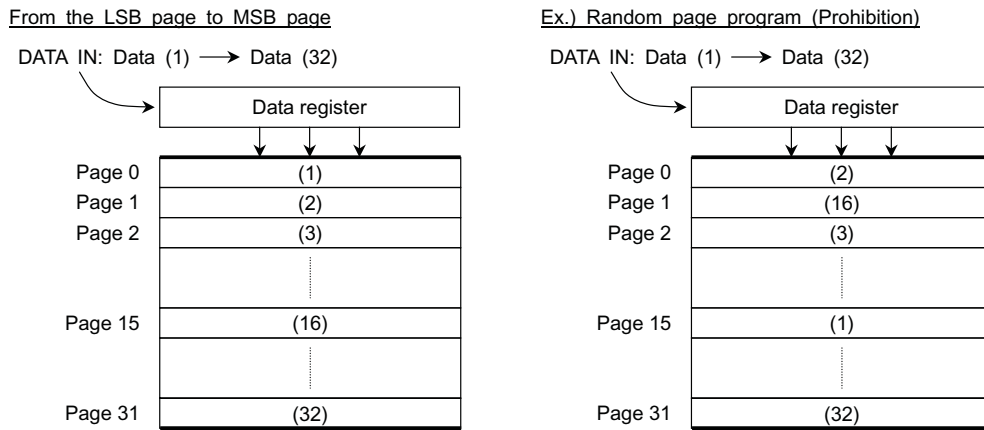 From the LSB page to MSB page
DATA IN: Data (1) Data (32)
Data register
Page 0 (1)
Page 1 (2)
Page 2 (3)
Page 15 (16)
Page 31 (32)
Ex.) Random page program (Prohibition)
DATA IN: Data (1) Data (32)
Data register
Page 0 (2)
Page 1 (16)
Page 2 (3)
Page 15 (1)
Page 31 (32)